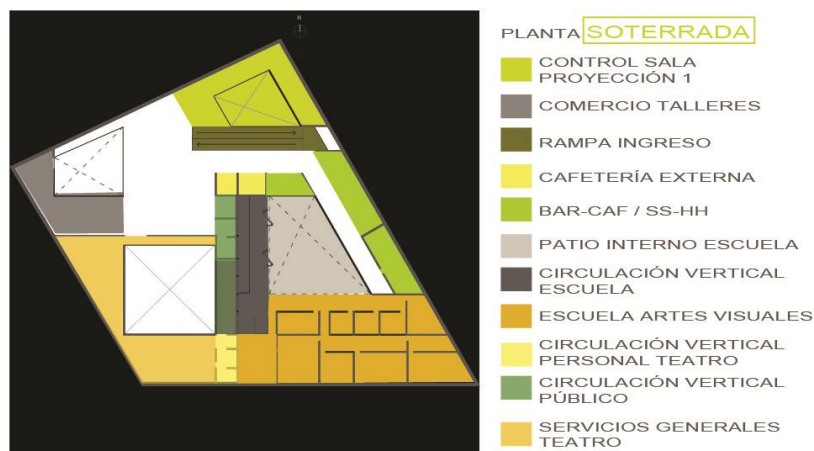 N
PLANTA SOTERRADA
CONTROL SALA
PROYECCIÓN 1
COMERCIO TALLERES
RAMPA INGRESO
CAFETERÍA EXTERNA
BAR-CAF / SS-HH
PATIO INTERNO ESCUELA
CIRCULACIÓN VERTICAL
ESCUELA
ESCUELA ARTES VISUALES
CIRCULACIÓN VERTICAL
PERSONAL TEATRO
CIRCULACIÓN VERTICAL
PÚBLICO
SERVICIOS GENERALES
TEATRO